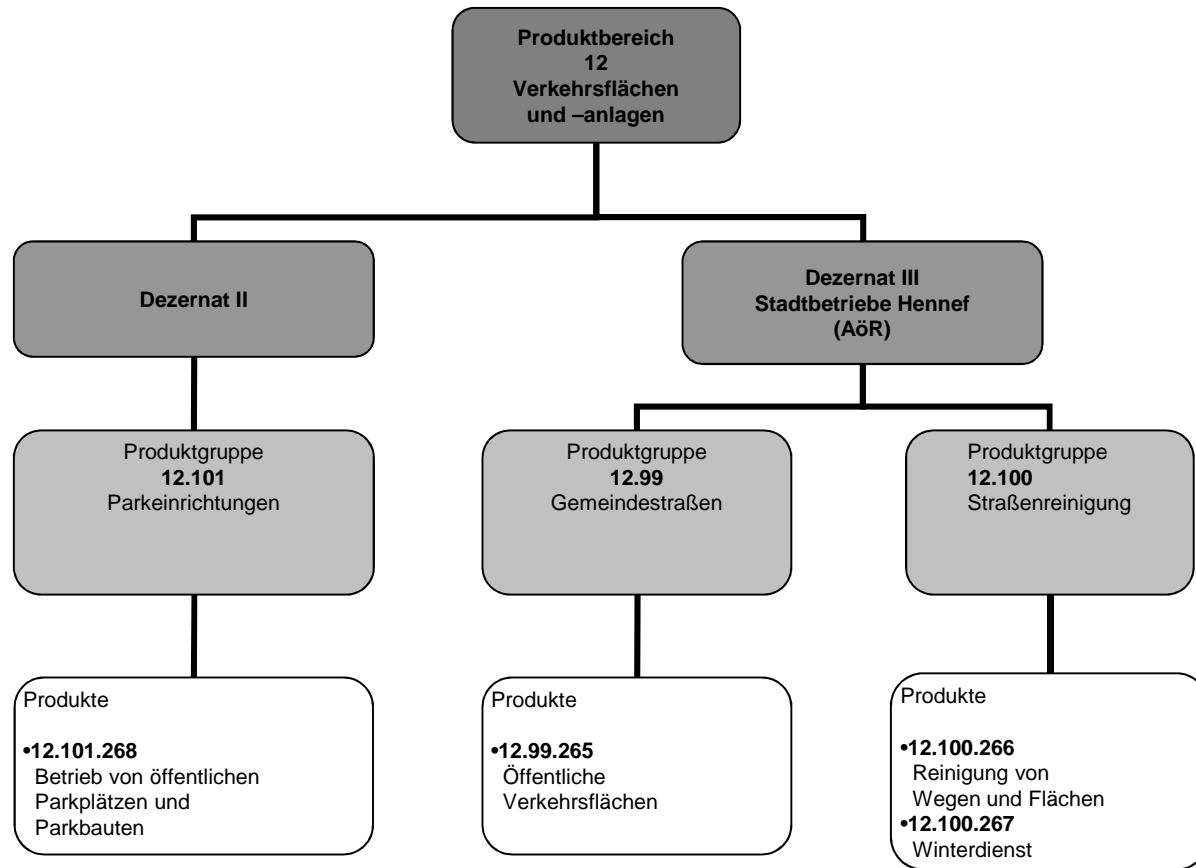 Produktbereich
12
Verkehrsflächen
und –anlagen
Dezernat II
Dezernat III
Stadtbetriebe Hennef
(AöR)
Produktgruppe
12.101
Parkeinrichtungen
Produktgruppe
12.99
Gemeindestraßen
Produktgruppe
12.100
Straßenreinigung
Produkte
•12.101.268
Betrieb von öffentlichen
Parkplätzen und
Parkbauten
Produkte
•12.99.265
Öffentliche
Verkehrsflächen
Produkte
•12.100.266
Reinigung von
Wegen und Flächen
•12.100.267
Winterdienst